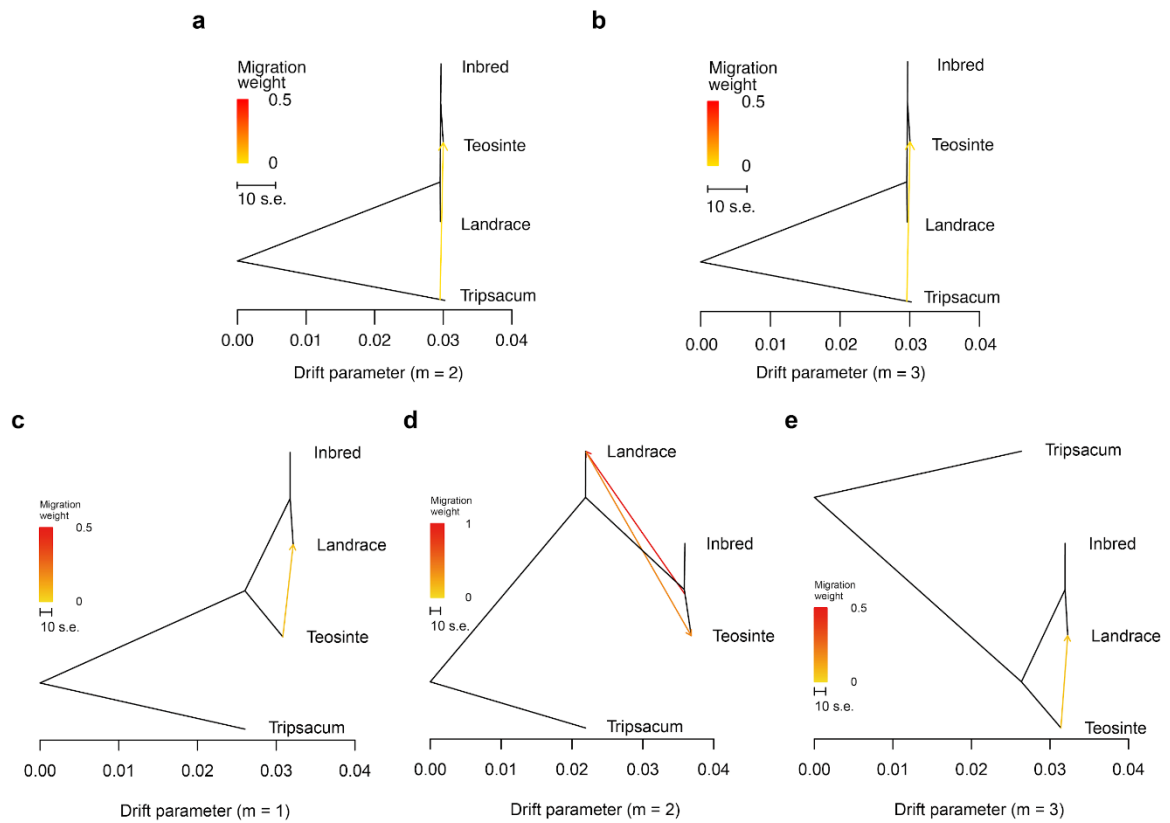 a
Migration
weight
0.5
0
10 s.e.
Inbred
Teosinte
Landrace
Tripsacum
0.00 0.01 0.02 0.03 0.04
Drift parameter (m = 2)
b
Migration
weight
0.5
0
10 s.e.
Inbred
Teosinte
Landrace
Tripsacum
0.00 0.01 0.02 0.03 0.04
Drift parameter (m = 3)
c
Migration
weight
0.5
0
10 s.e.
Inbred
Landrace
Teosinte
Tripsacum
0.00 0.01 0.02 0.03 0.04
Drift parameter (m = 1)
d
Migration
weight
1
0
10 s.e.
Landrace
Inbred
Teosinte
Tripsacum
0.00 0.01 0.02 0.03 0.04
Drift parameter (m = 2)
e
Tripsacum
Migration
weight
0.5
0
10 s.e.
Inbred
Landrace
Teosinte
0.00 0.01 0.02 0.03 0.04
Drift parameter (m = 3)